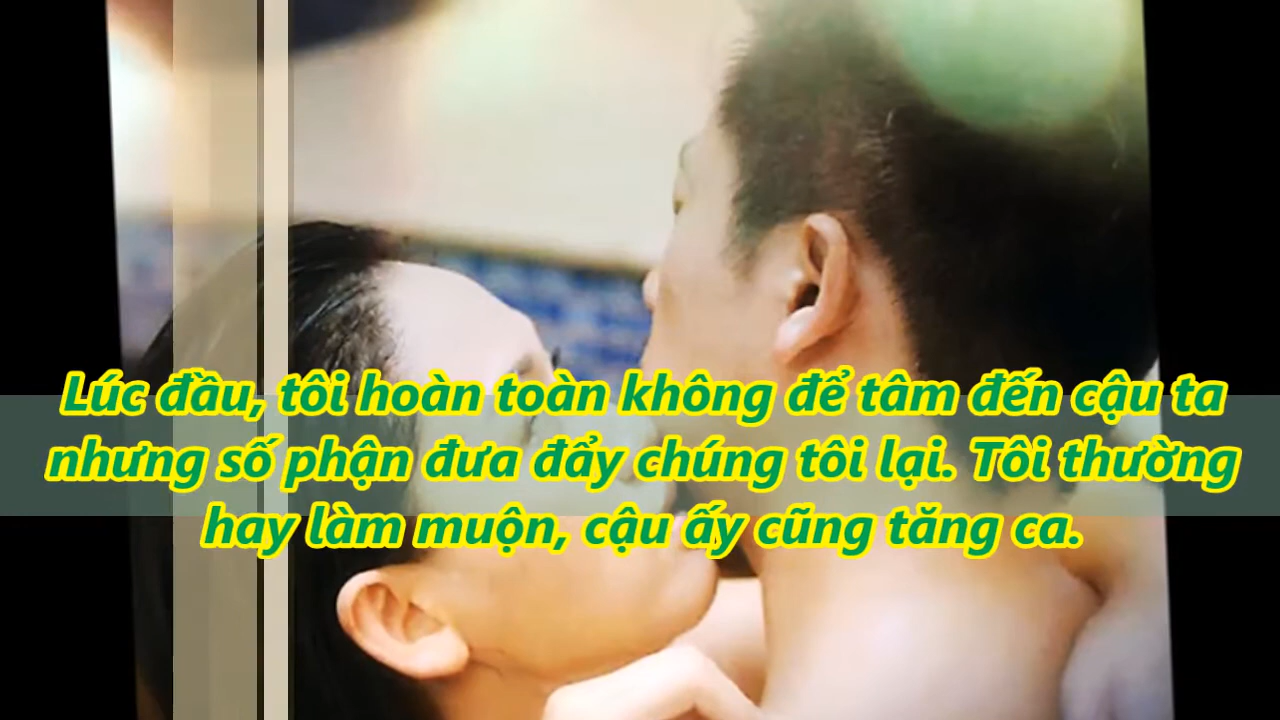 Lúc đầu, tôi hoàn toàn không để tâm đến cậu ta
nhưng số phận đưa đẩy chúng tôi lại. Tôi thường
hay làm muộn, cậu ấy cũng tăng ca.